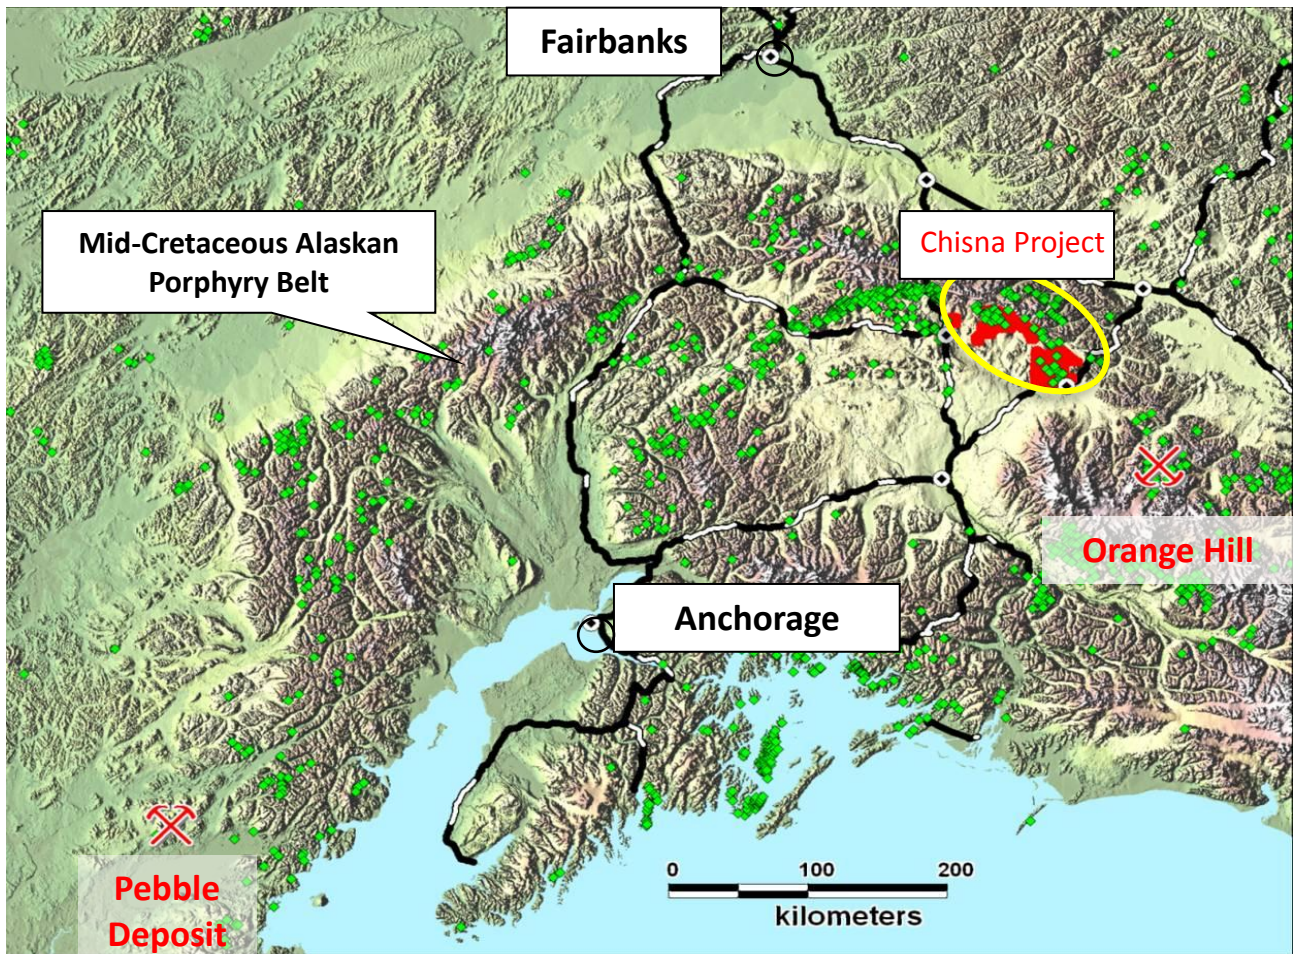 Fairbanks
Mid-Cretaceous Alaskan
Porphyry Belt
Chisna Project
Orange Hill
Anchorage
Pebble
Deposit
0 100 200
kilometers